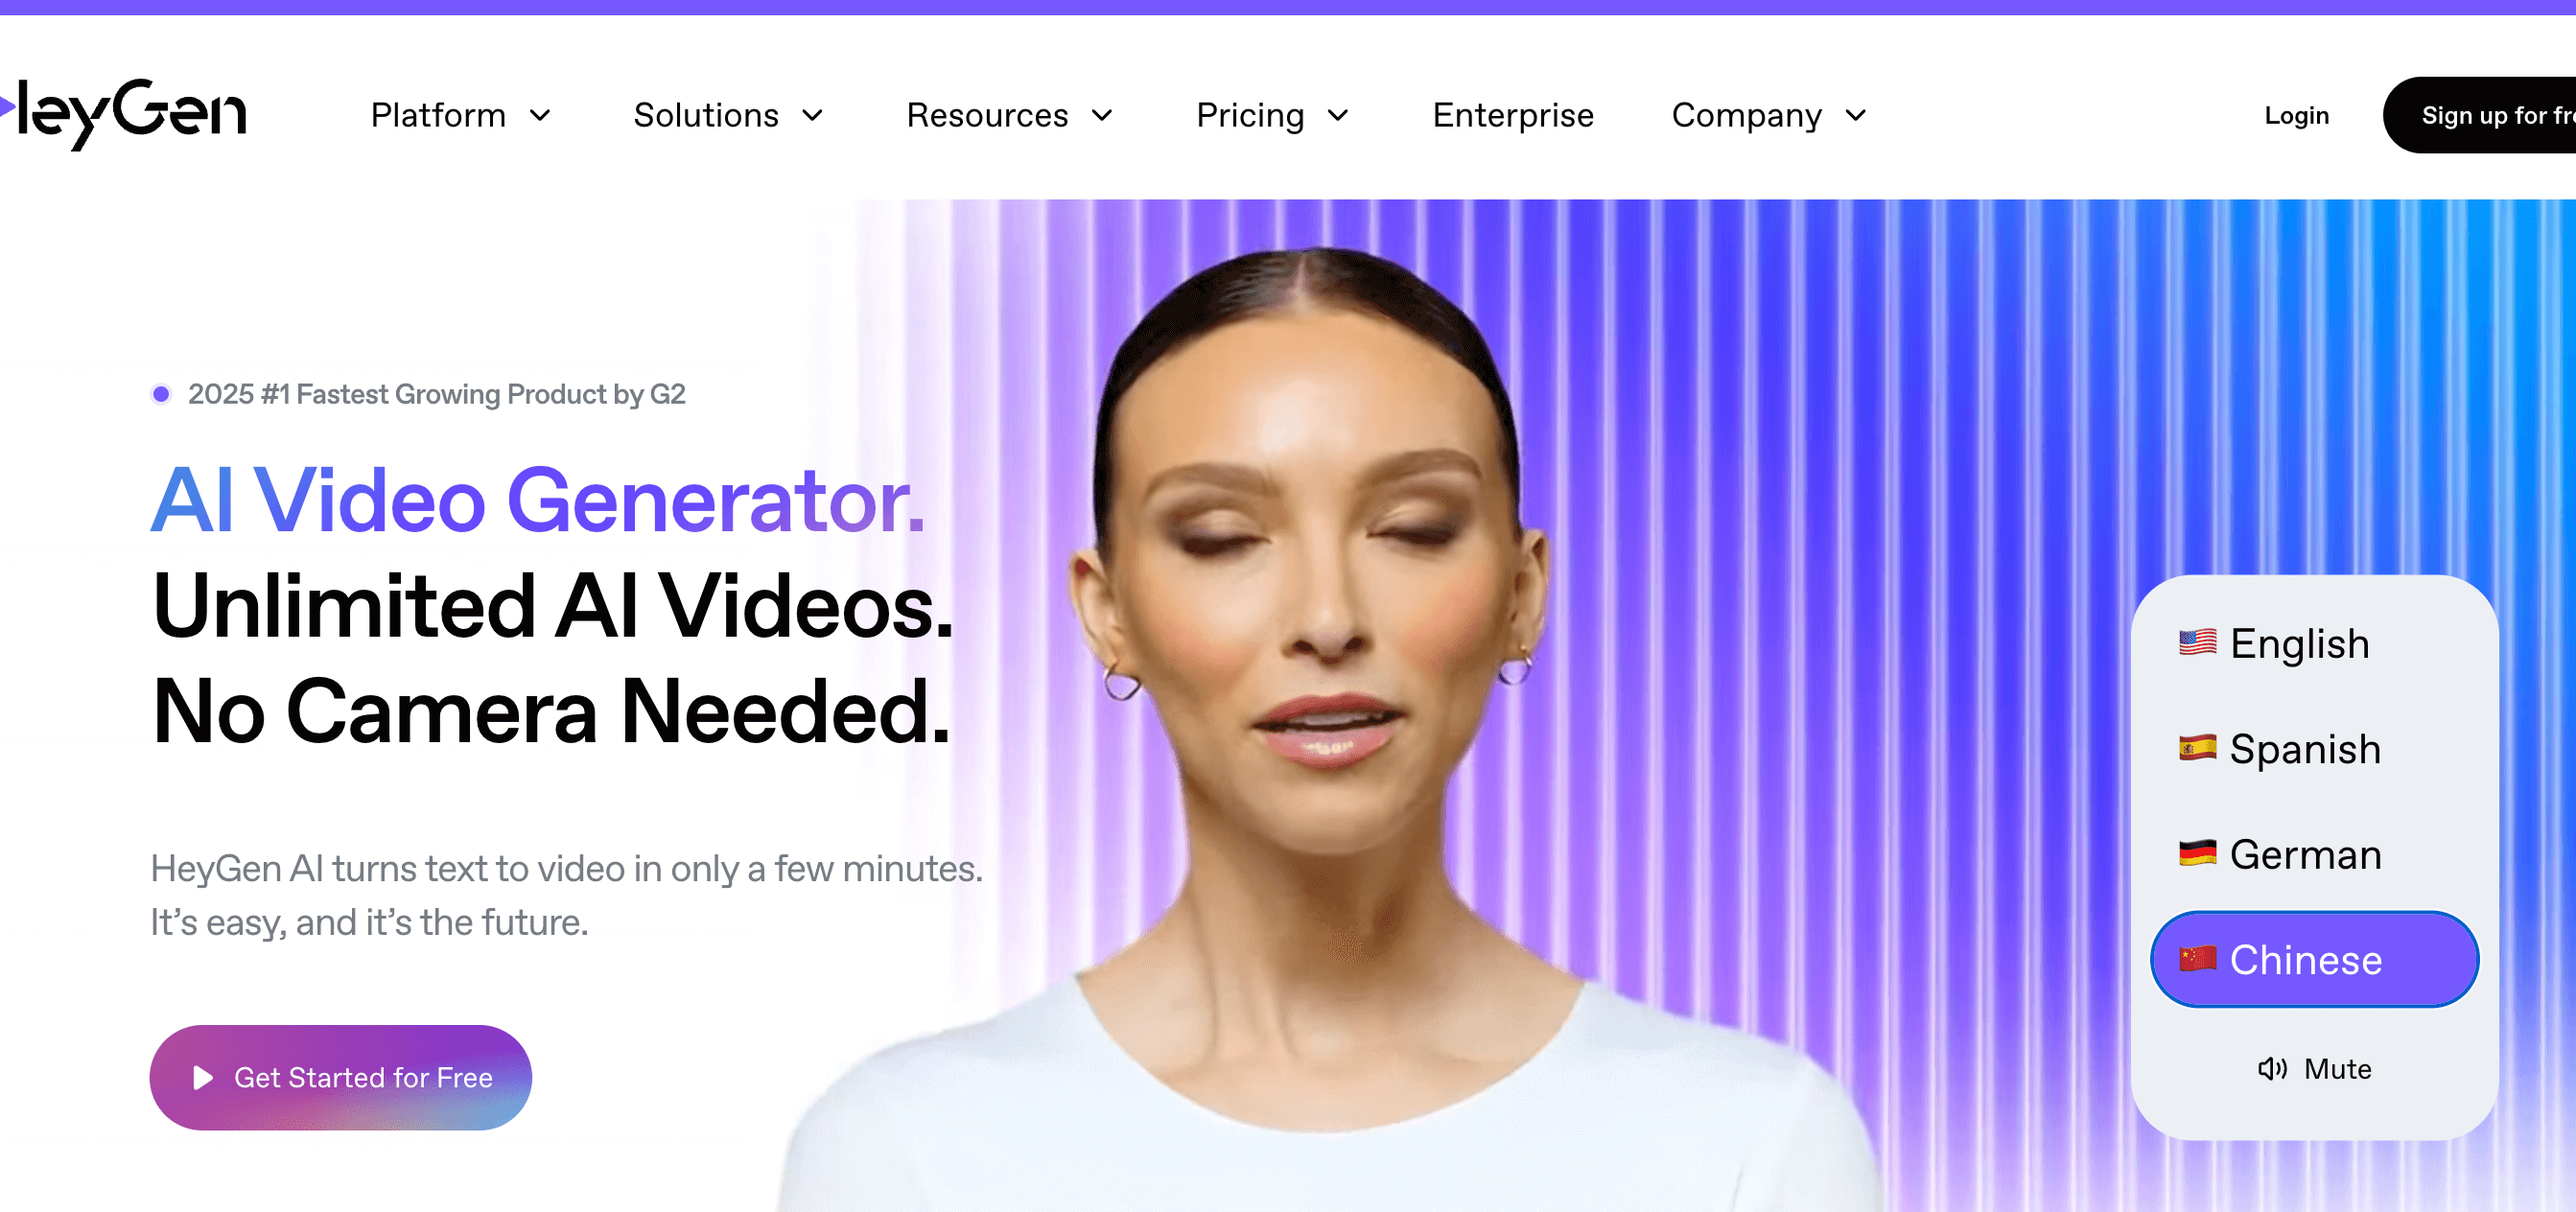 HeyGen
Platform
Solutions
Resources
Pricing
Enterprise
Company
Login
Sign up for
2025 #1 Fastest Growing Product by G2
AI Video Generator.
Unlimited AI Videos.
No Camera Needed.
HeyGen AI turns text to video in only a few minutes.
It’s easy, and it’s the future.
Get Started for Free
English
Spanish
German
Chinese
Mute